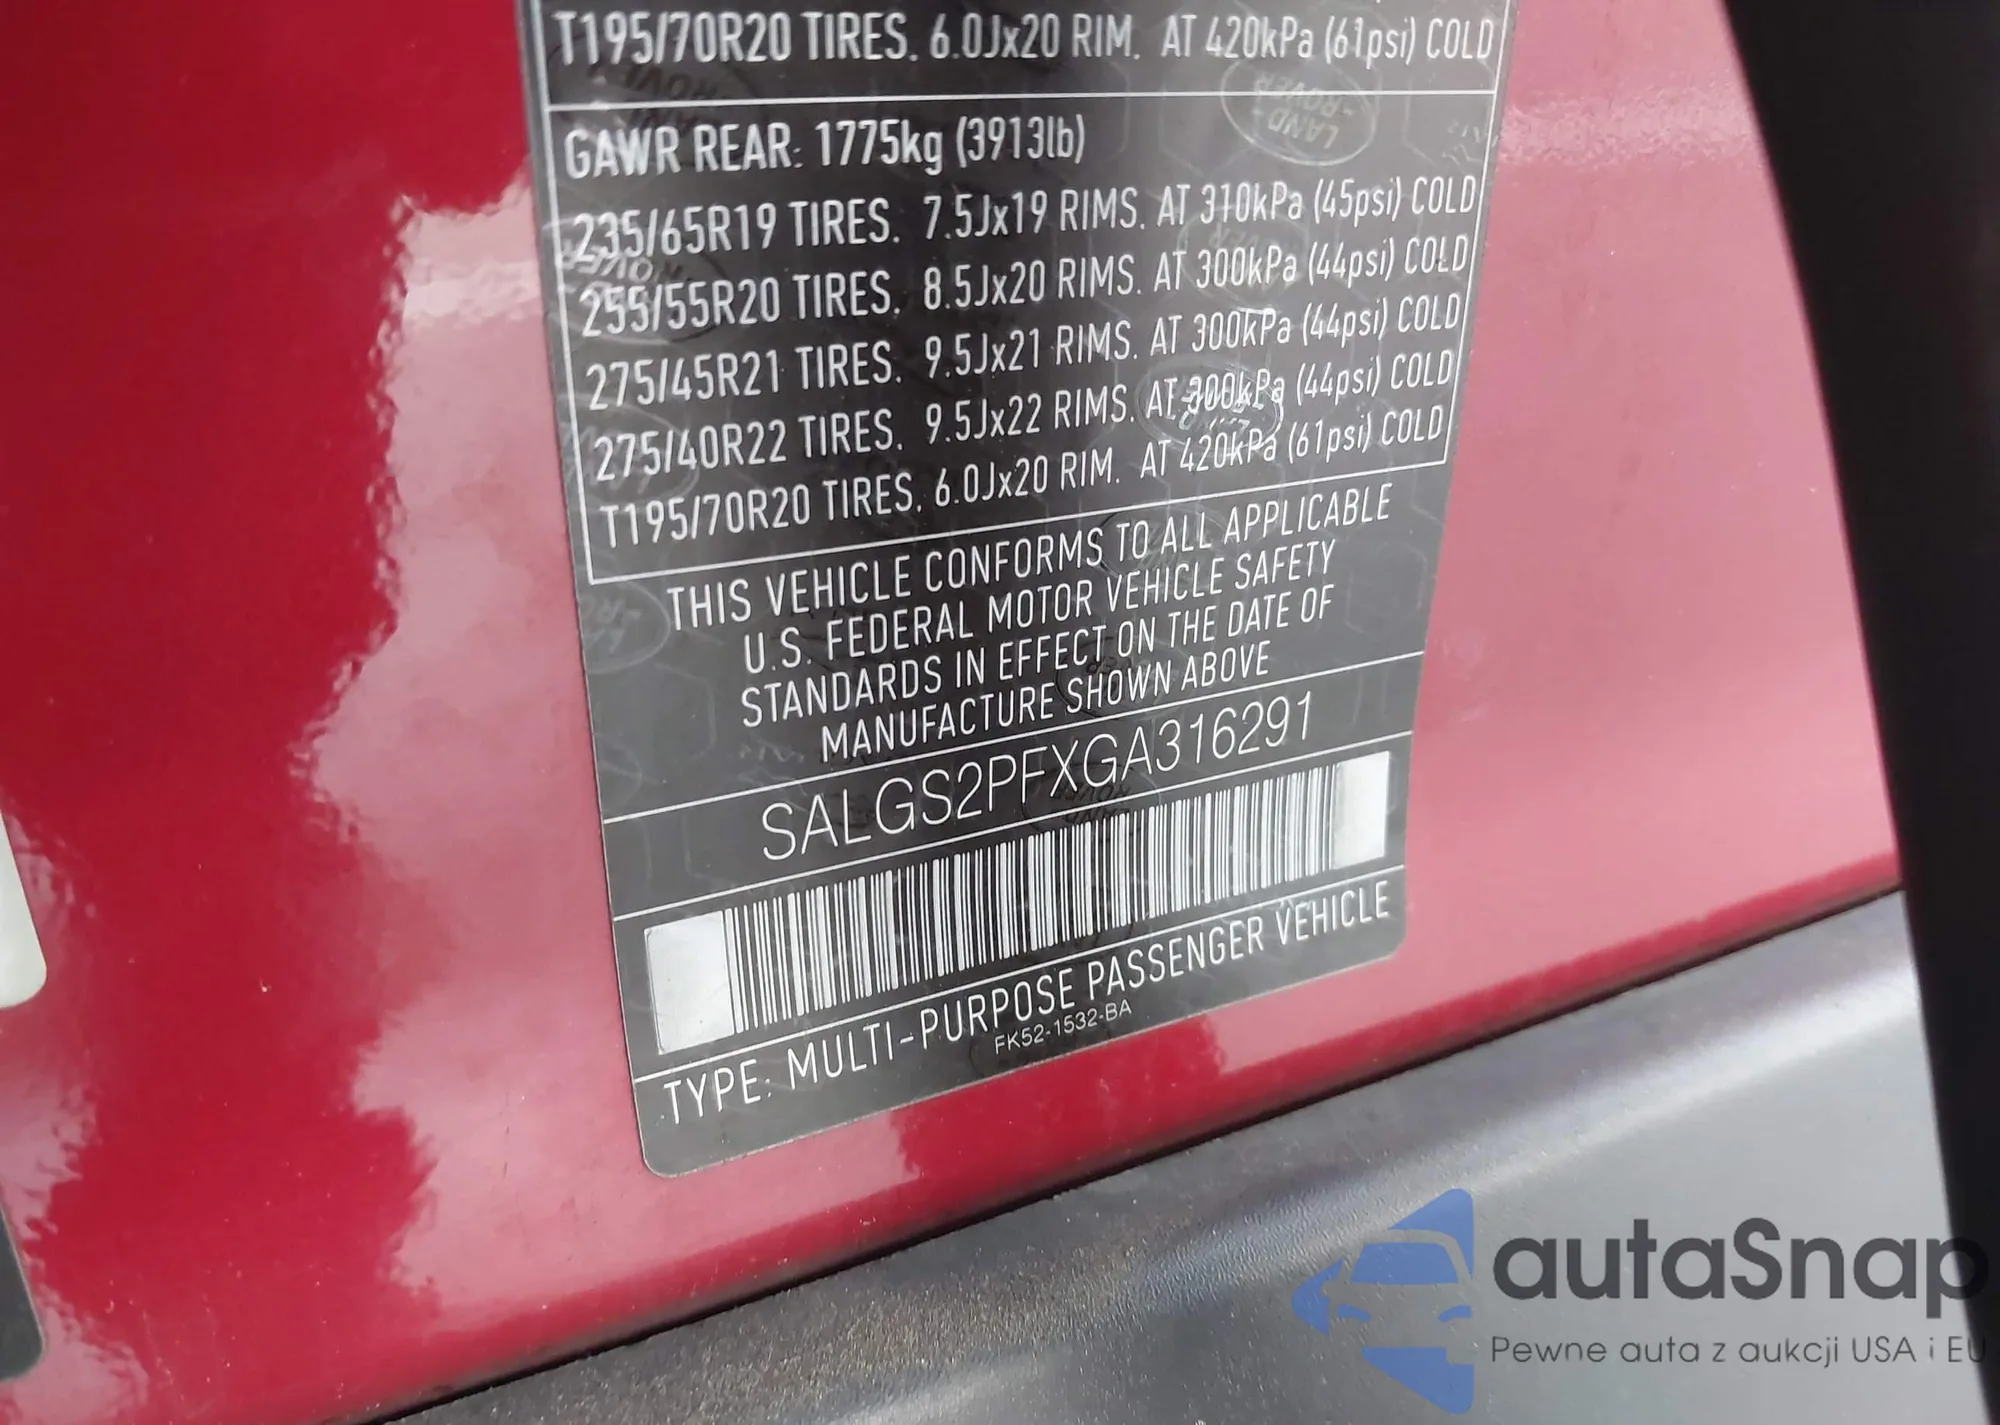 T195/70R20 TIRES. 6.0Jx20 RIM. AT 420kPa (61psi) COLD
GAWR REAR: 1775kg (3913lb)
235/65R19 TIRES. 7.5Jx19 RIMS. AT 310kPa (45psi) COLD
255/55R20 TIRES. 8.5Jx20 RIMS. AT 300kPa (44psi) COLD
275/45R21 TIRES. 9.5Jx21 RIMS. AT 300kPa (44psi) COLD
275/40R22 TIRES. 9.5Jx22 RIMS. AT 300kPa (44psi) COLD
T195/70R20 TIRES. 6.0Jx20 RIM. AT 420kPa (61psi) COLD
THIS VEHICLE CONFORMS TO ALL APPLICABLE
U.S. FEDERAL MOTOR VEHICLE SAFETY
STANDARDS IN EFFECT ON THE DATE OF
MANUFACTURE SHOWN ABOVE
SALGS2PFXGA316291
TYPE: MULTI-PURPOSE PASSENGER VEHICLE
FK52-1532-BA
LAND-ROVER
autaSnap
Pewne auta z aukcji USA i EU